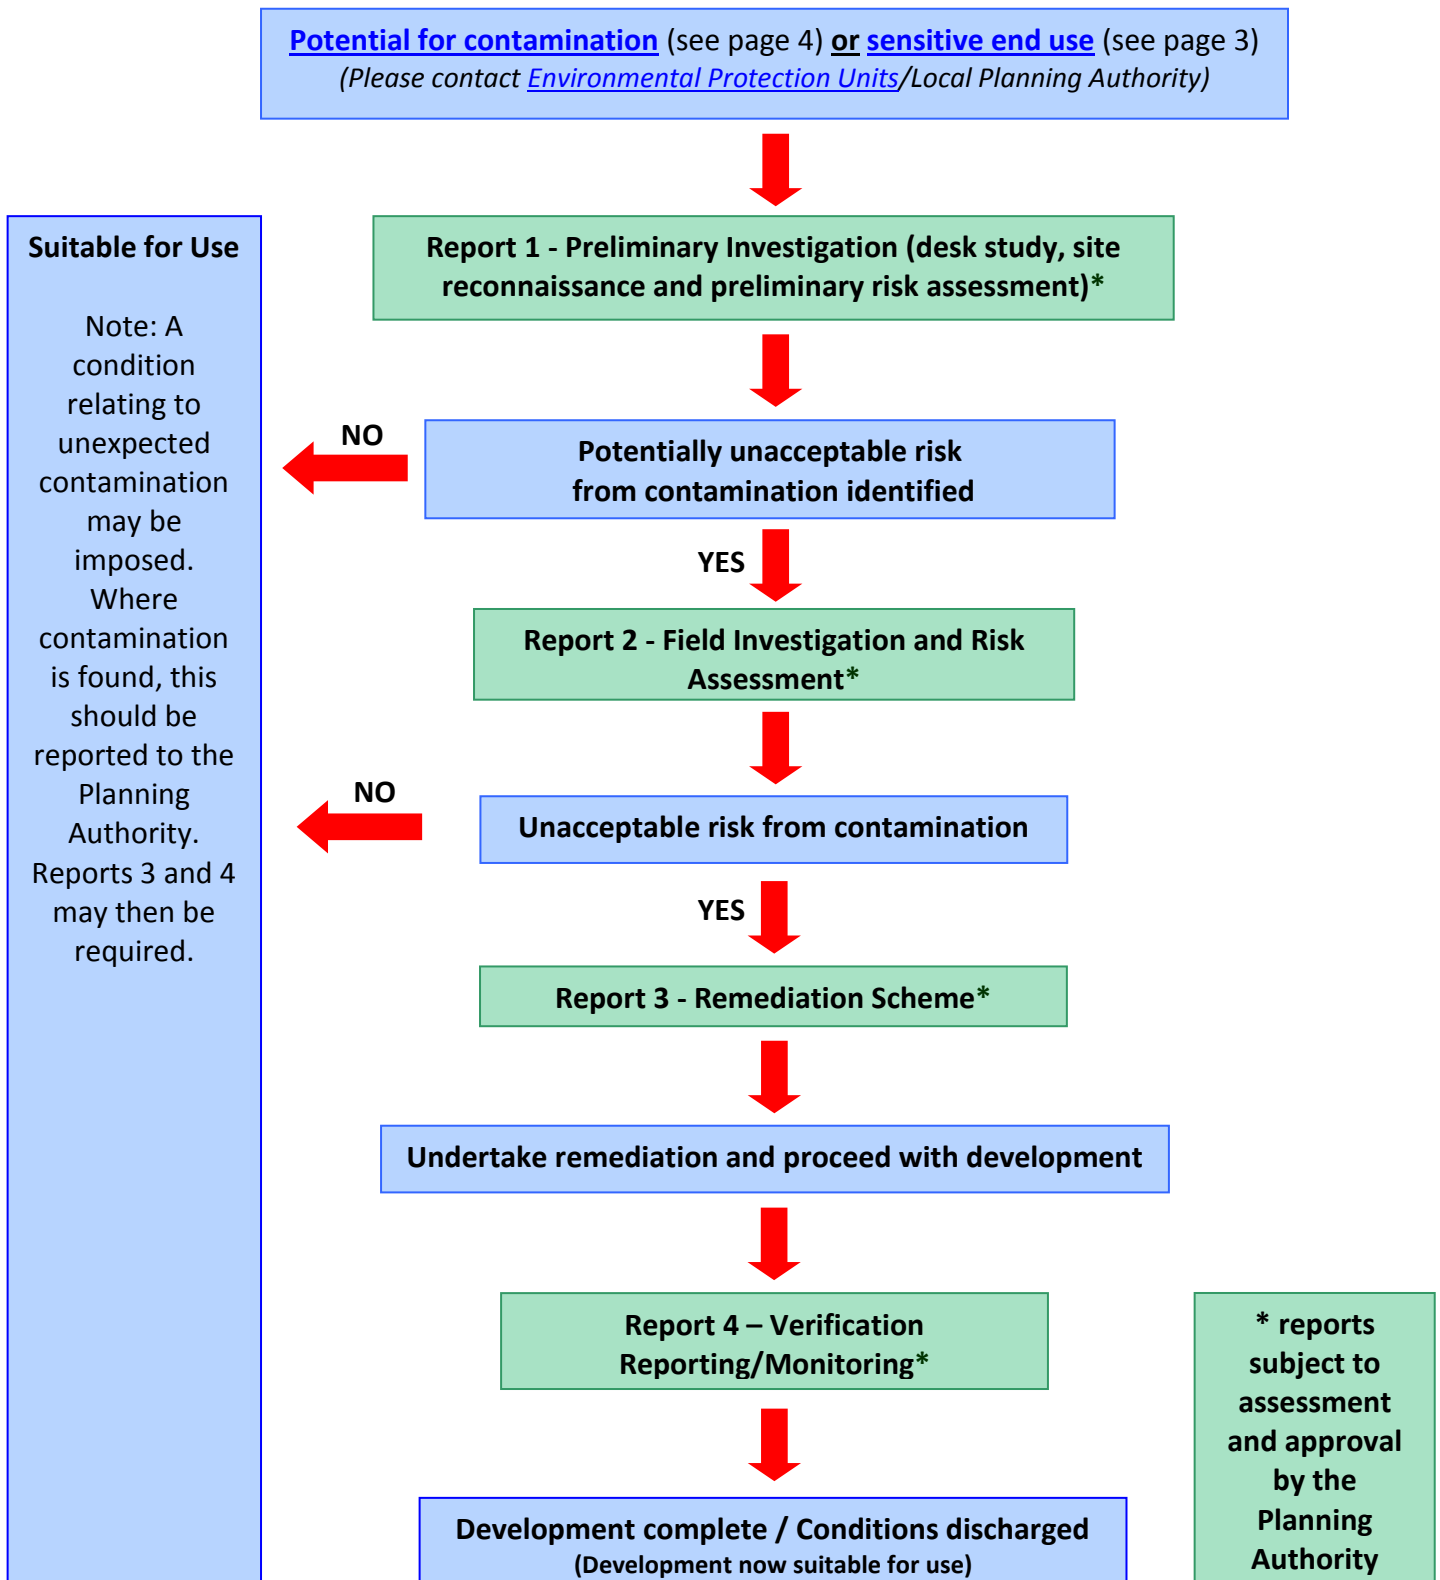 Potential for contamination (see page 4) or sensitive end use (see page 3)
(Please contact Environmental Protection Units/Local Planning Authority)
Report 1 - Preliminary Investigation (desk study, site
reconnaissance and preliminary risk assessment)*
Suitable for Use
Note: A
condition
relating to
unexpected
contamination
may be
imposed.
Where
contamination
is found, this
should be
reported to the
Planning
Authority.
Reports 3 and 4
may then be
required.
NO
Potentially unacceptable risk
from contamination identified
YES
Report 2 - Field Investigation and Risk
Assessment*
NO
Unacceptable risk from contamination
YES
Report 3 - Remediation Scheme*
Undertake remediation and proceed with development
Report 4 – Verification
Reporting/Monitoring*
* reports
subject to
assessment
and approval
by the
Planning
Authority
Development complete / Conditions discharged
(Development now suitable for use)